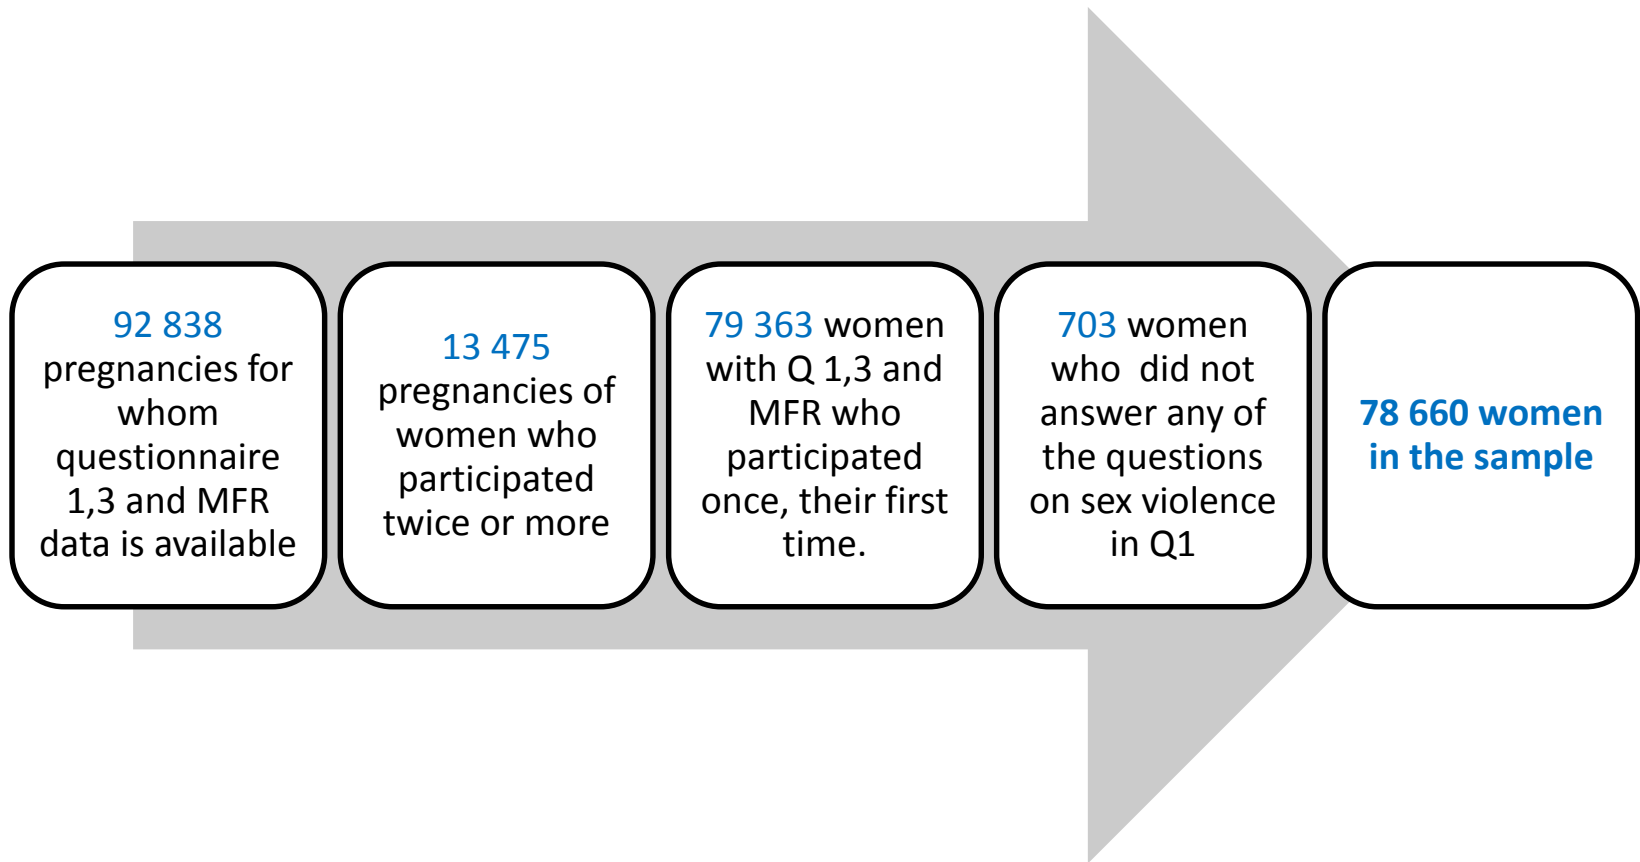 92 838
pregnancies for
whom
questionnaire
1,3 and MFR
data is available
13 475
pregnancies of
women who
participated
twice or more
79 363 women
with Q 1,3 and
MFR who
participated
once, their first
time.
703 women
who  did not
answer any of
the questions
on sex violence
in Q1
78 660 women
in the sample